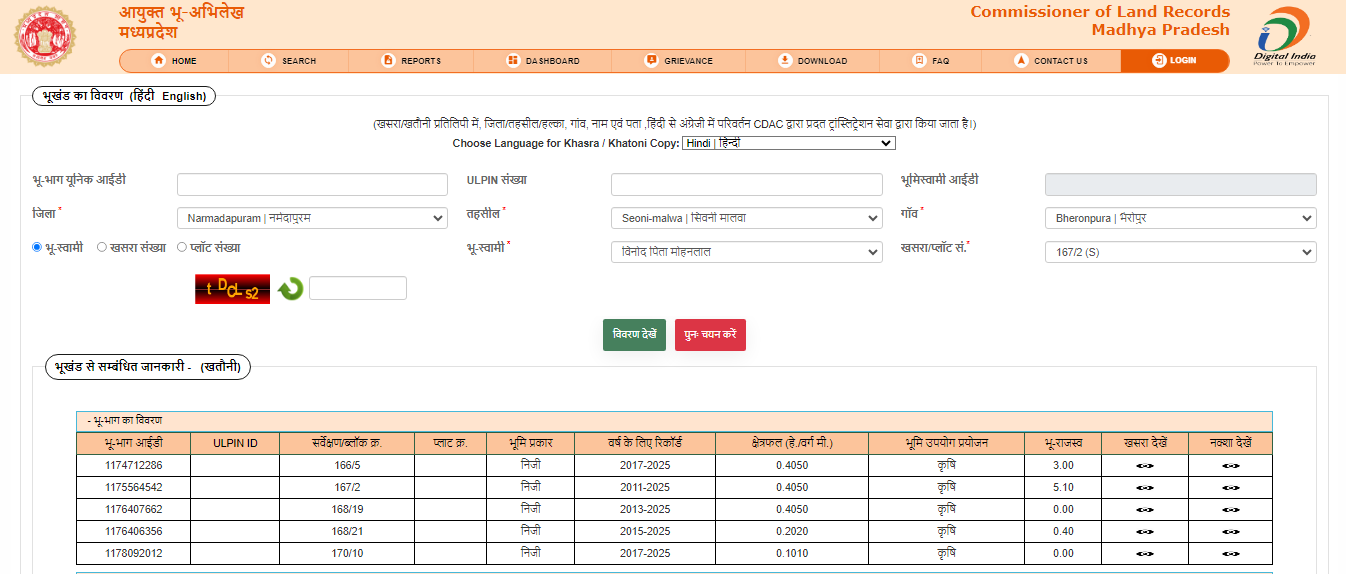 आयुक्त भू-अभिलेख
मध्यप्रदेश
Commissioner of Land Records
Madhya Pradesh
Digital India
Power To Empower
HOME SEARCH REPORTS DASHBOARD GRIEVANCE DOWNLOAD FAQ CONTACT US LOGIN
भूखंड का विवरण (हिंदी English)
(खसरा/खतौनी प्रतिलिपी में, जिला/तहसील/हल्का, गांव, नाम एवं पता ,हिंदी से अंग्रेजी में परिवर्तन CDAC द्वारा प्रदत ट्रांस्लिट्रेशन सेवा द्वारा किया जाता है।)
Choose Language for Khasra / Khatoni Copy: Hindi | हिन्दी
भू-भाग यूनिक आईडी ULPIN संख्या भूमिस्वामी आईडी
जिला * Narmadapuram | नर्मदापुरम तहसील * Seoni-malwa | सिवनी मालवा गाँव * Bheronpura | भैरोपुर
भू-स्वामी खसरा संख्या प्लॉट संख्या भू-स्वामी * विनोद पिता मोहनलाल खसरा/प्लॉट सं.* 167/2 (S)
t DCLs2
विवरण देखें पुनः चयन करें
भूखंड से सम्बंधित जानकारी - (खतौनी)
- भू-भाग का विवरण
भू-भाग आईडी ULPIN ID सर्वेक्षण/ब्लॉक क्र. प्लाट क्र. भूमि प्रकार वर्ष के लिए रिकॉर्ड क्षेत्रफल (हे./वर्ग मी.) भूमि उपयोग प्रयोजन भू-राजस्व खसरा देखें नक्शा देखें
1174712286 166/5 निजी 2017-2025 0.4050 कृषि 3.00
1175564542 167/2 निजी 2011-2025 0.4050 कृषि 5.10
1176407662 168/19 निजी 2013-2025 0.4050 कृषि 0.00
1176406356 168/21 निजी 2015-2025 0.2020 कृषि 0.40
1178092012 170/10 निजी 2017-2025 0.1010 कृषि 0.00